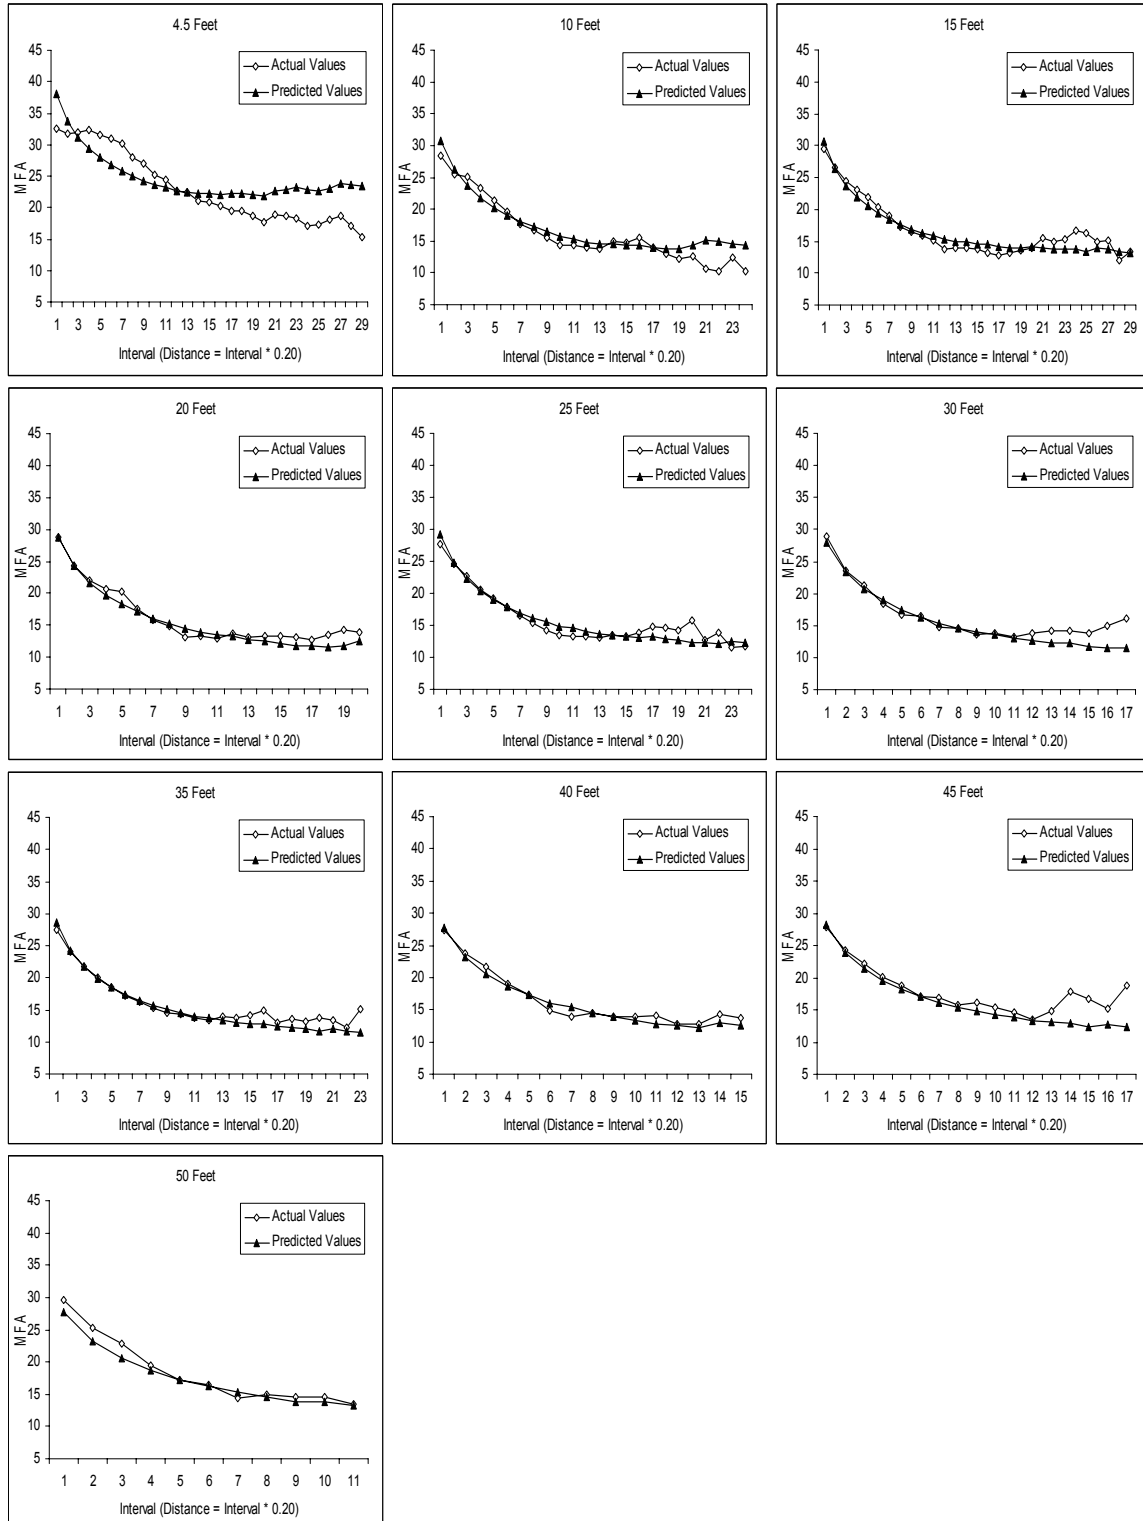 4.5 Feet
45
40
35
30
25
20
15
10
5
M F A
Actual Values
Predicted Values
1 3 5 7 9 11 13 15 17 19 21 23 25 27 29
Interval (Distance = Interval * 0.20)
10 Feet
45
40
35
30
25
20
15
10
5
M F A
Actual Values
Predicted Values
1 3 5 7 9 11 13 15 17 19 21 23
Interval (Distance = Interval * 0.20)
15 Feet
45
40
35
30
25
20
15
10
5
M F A
Actual Values
Predicted Values
1 3 5 7 9 11 13 15 17 19 21 23 25 27 29
Interval (Distance = Interval * 0.20)
20 Feet
45
40
35
30
25
20
15
10
5
M F A
Actual Values
Predicted Values
1 3 5 7 9 11 13 15 17 19
Interval (Distance = Interval * 0.20)
25 Feet
45
40
35
30
25
20
15
10
5
M F A
Actual Values
Predicted Values
1 3 5 7 9 11 13 15 17 19 21 23
Interval (Distance = Interval * 0.20)
30 Feet
45
40
35
30
25
20
15
10
5
M F A
Actual Values
Predicted Values
1 2 3 4 5 6 7 8 9 10 11 12 13 14 15 16 17
Interval (Distance = Interval * 0.20)
35 Feet
45
40
35
30
25
20
15
10
5
M F A
Actual Values
Predicted Values
1 3 5 7 9 11 13 15 17 19 21 23
Interval (Distance = Interval * 0.20)
40 Feet
45
40
35
30
25
20
15
10
5
M F A
Actual Values
Predicted Values
1 2 3 4 5 6 7 8 9 10 11 12 13 14 15
Interval (Distance = Interval * 0.20)
45 Feet
45
40
35
30
25
20
15
10
5
M F A
Actual Values
Predicted Values
1 2 3 4 5 6 7 8 9 10 11 12 13 14 15 16 17
Interval (Distance = Interval * 0.20)
50 Feet
45
40
35
30
25
20
15
10
5
M F A
Actual Values
Predicted Values
1 2 3 4 5 6 7 8 9 10 11
Interval (Distance = Interval * 0.20)